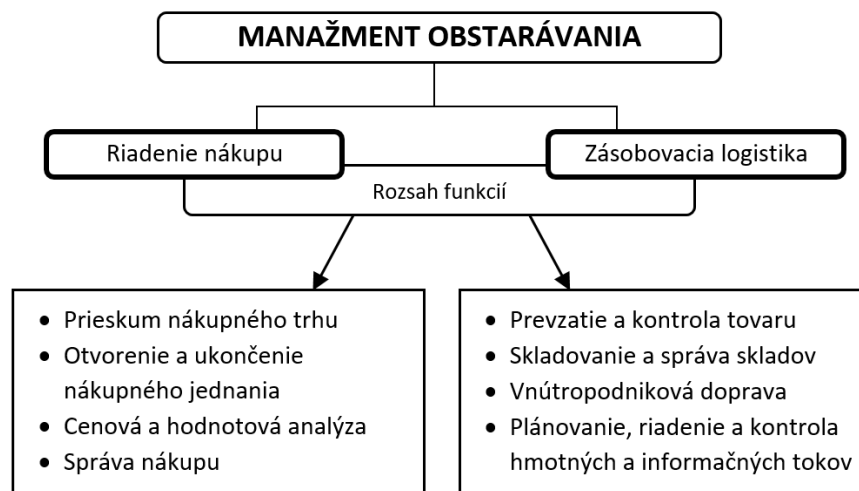 MANAŽMENT OBSTARÁVANIA
Riadenie nákupu
Zásobovacia logistika
Rozsah funkcií
• Prieskum nákupného trhu
• Otvorenie a ukončenie
nákupného jednania
• Cenová a hodnotová analýza
• Správa nákupu
• Prevzatie a kontrola tovaru
• Skladovanie a správa skladov
• Vnútropodniková doprava
• Plánovanie, riadenie a kontrola
hmotných a informačných tokov